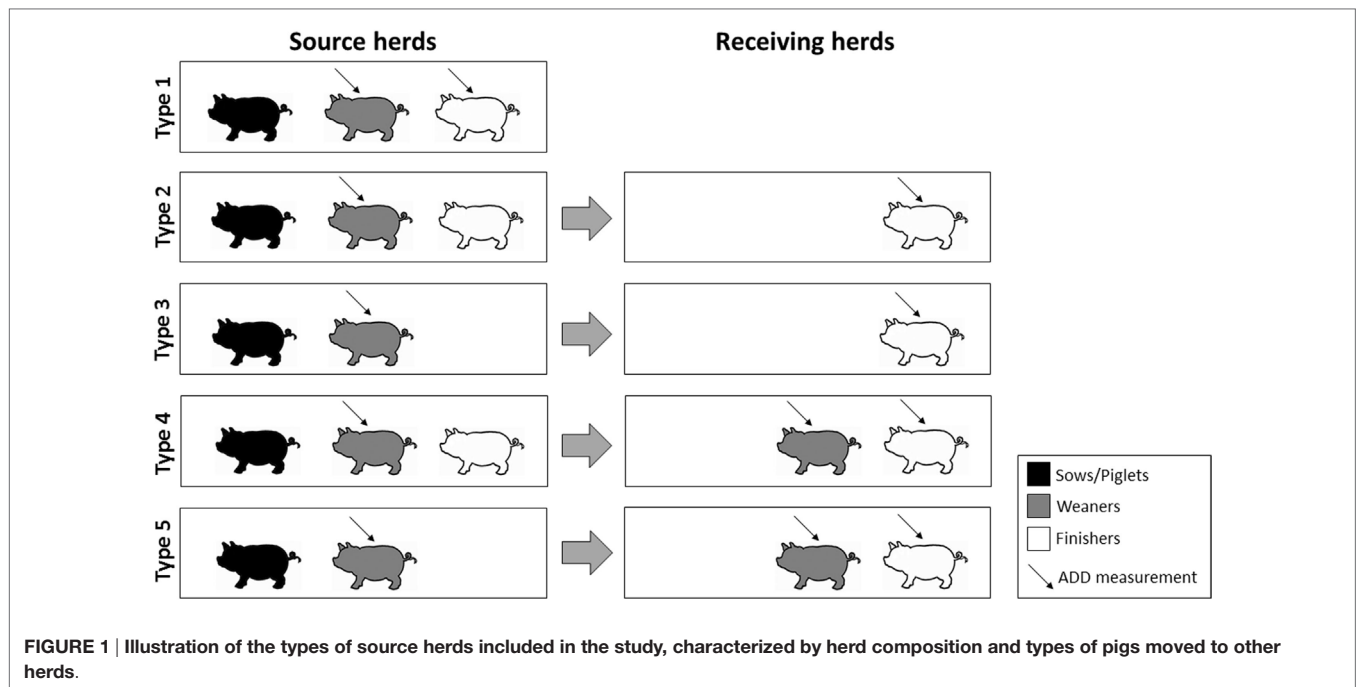 Source herds
Receiving herds
Type 1
Type 2
Type 3
Type 4
Type 5
Sows/Piglets
Weaners
Finishers
ADD measurement
FIGURE 1 | Illustration of the types of source herds included in the study, characterized by herd composition and types of pigs moved to other
herds.